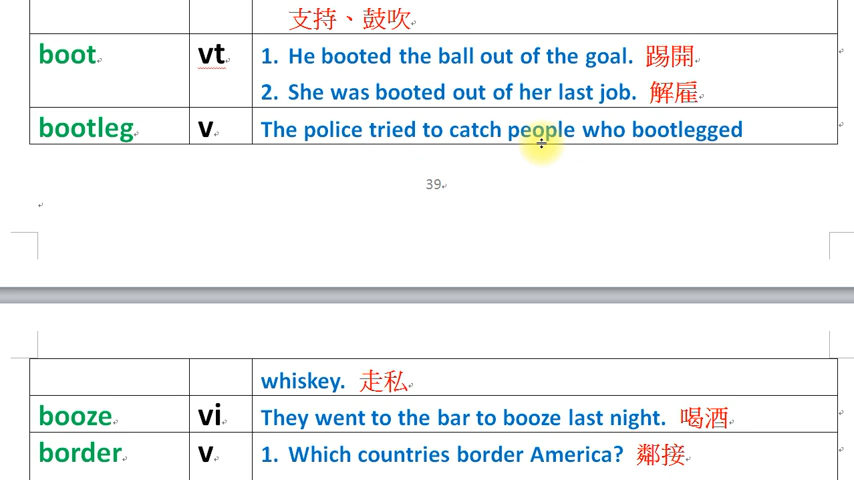 支持、鼓吹
boot vt 1. He booted the ball out of the goal. 踢開
2. She was booted out of her last job. 解雇
bootleg v The police tried to catch people who bootlegged
39
whiskey. 走私
booze vi They went to the bar to booze last night. 喝酒
border v 1. Which countries border America? 鄰接